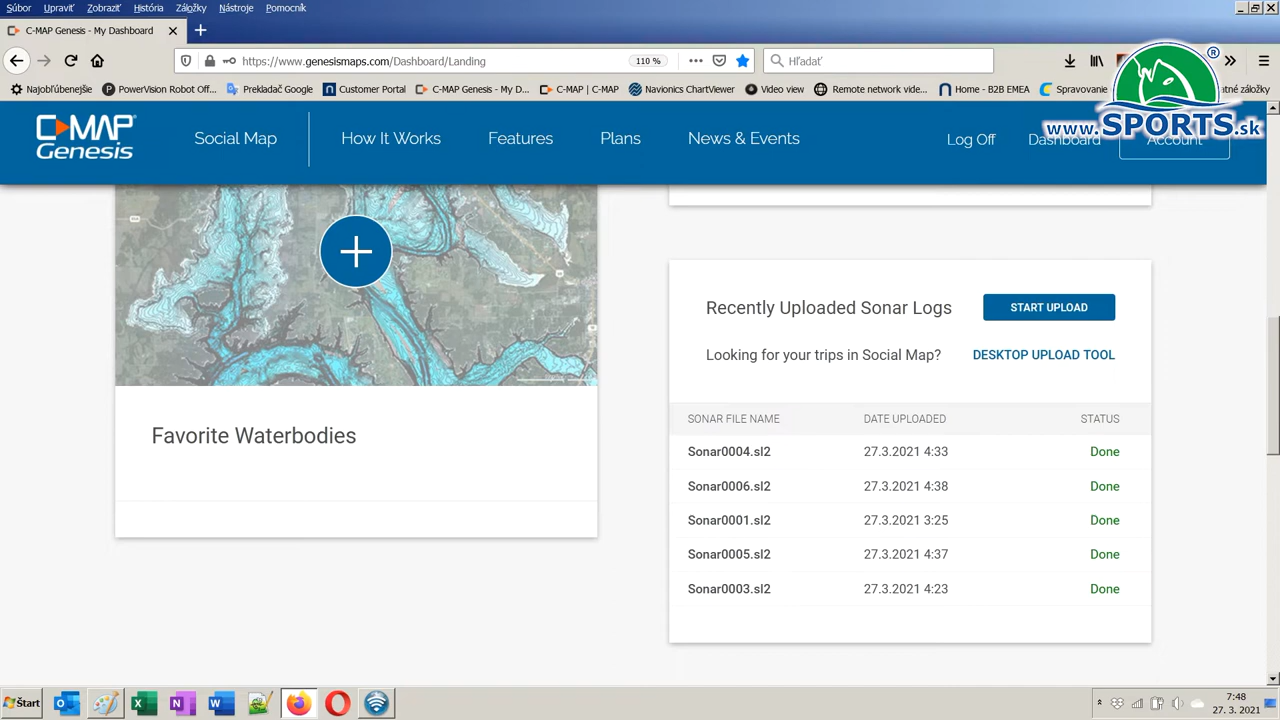 Súbor Upraviť Zobraziť História Záložky Nástroje Pomocník
C-MAP Genesis - My Dashboard
https://www.genesismaps.com/Dashboard/Landing 110 % Hľadať
Najobľúbenejšie PowerVision Robot Off... Prekladač Google Customer Portal C-MAP Genesis - My D... C-MAP | C-MAP Navionics ChartViewer Video view Remote network vide... Home - B2B EMEA Spravovanie záložky
www.SPORTS.sk
C-MAP Genesis
Social Map How It Works Features Plans News & Events Log Off Dashboard Account
Recently Uploaded Sonar Logs START UPLOAD
Looking for your trips in Social Map? DESKTOP UPLOAD TOOL
Favorite Waterbodies
SONAR FILE NAME DATE UPLOADED STATUS
Sonar0004.sl2 27.3.2021 4:33 Done
Sonar0006.sl2 27.3.2021 4:38 Done
Sonar0001.sl2 27.3.2021 3:25 Done
Sonar0005.sl2 27.3.2021 4:37 Done
Sonar0003.sl2 27.3.2021 4:23 Done
Štart
7:48
27. 3. 2021